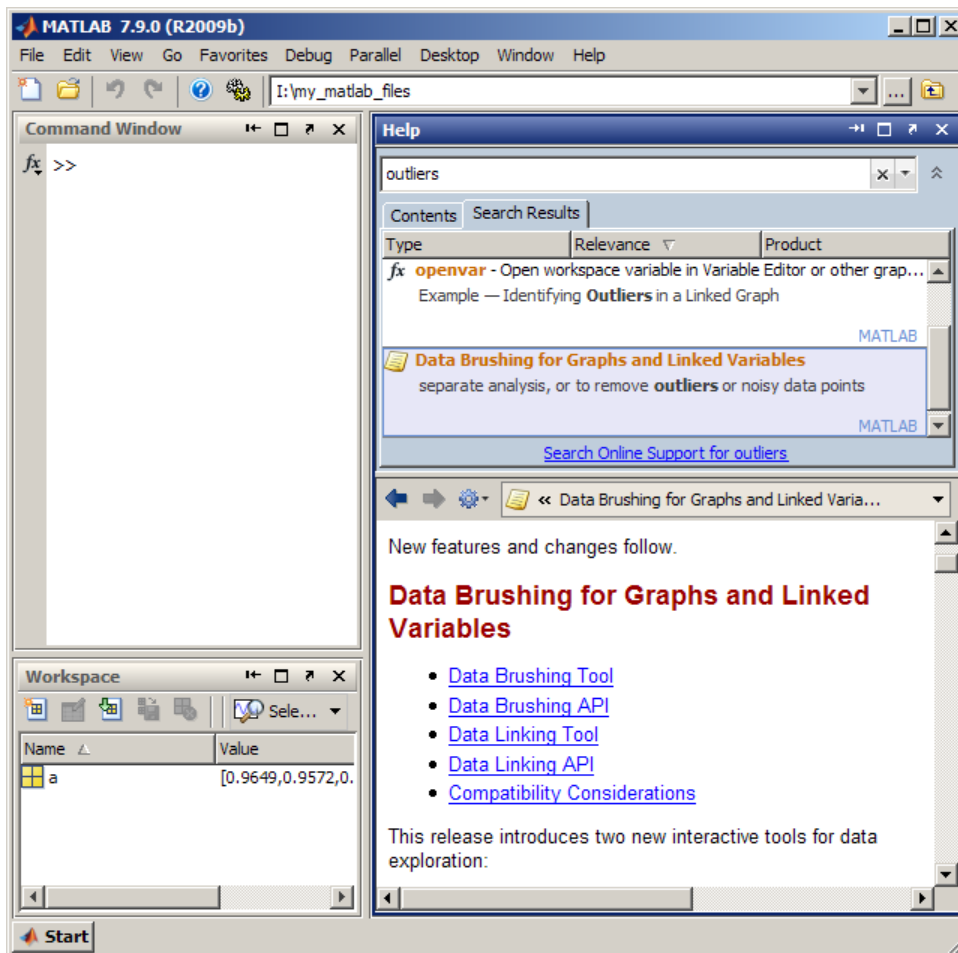 MATLAB 7.9.0 (R2009b)
File Edit View Go Favorites Debug Parallel Desktop Window Help
I:\my_matlab_files
...
Command Window
fx >>
Help
outliers
Contents Search Results
Type Relevance Product
fx openvar - Open workspace variable in Variable Editor or other grap...
Example — Identifying Outliers in a Linked Graph
MATLAB
Data Brushing for Graphs and Linked Variables
separate analysis, or to remove outliers or noisy data points
MATLAB
Search Online Support for outliers
« Data Brushing for Graphs and Linked Varia...
New features and changes follow.
Data Brushing for Graphs and Linked
Variables
• Data Brushing Tool
• Data Brushing API
• Data Linking Tool
• Data Linking API
• Compatibility Considerations
This release introduces two new interactive tools for data
exploration:
Workspace
Sele...
Name Value
a [0.9649,0.9572,0.
Start